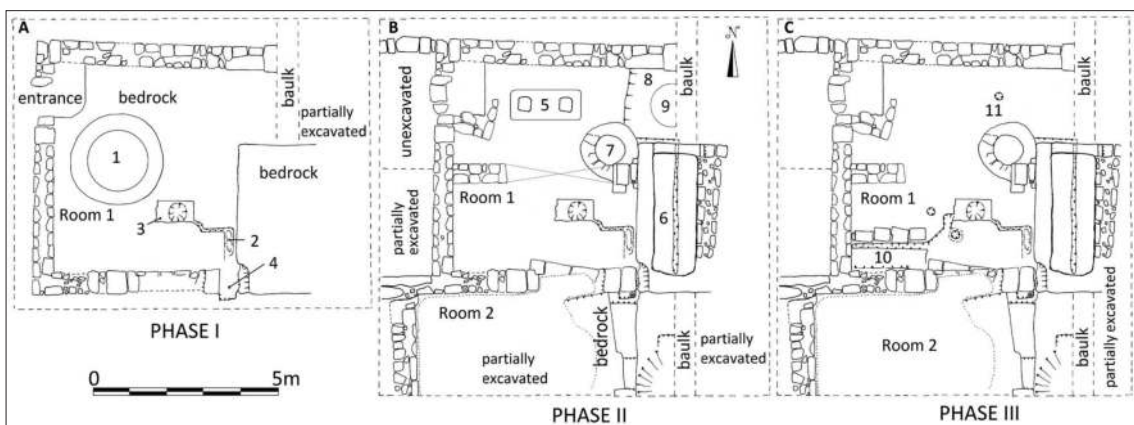 A
entrance
bedrock
baulk
partially
excavated
1
bedrock
Room 1
3
2
4
PHASE I
0
5m
B
N
unexcavated
8
baulk
5
9
7
partially
excavated
Room 1
6
Room 2
bedrock
partially
excavated
baulk
partially
excavated
PHASE II
C
baulk
11
Room 1
10
partially excavated
Room 2
baulk
PHASE III